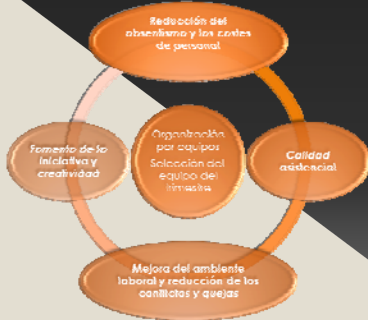 Reducción del
absentismo y los costes
de personal
Fomento de la
iniciativa y
creatividad
Organización
por equipos
Selección del
equipo del
trimestre
Calidad
asistencial
Mejora del ambiente
laboral y reducción de los
conflictos y quejas